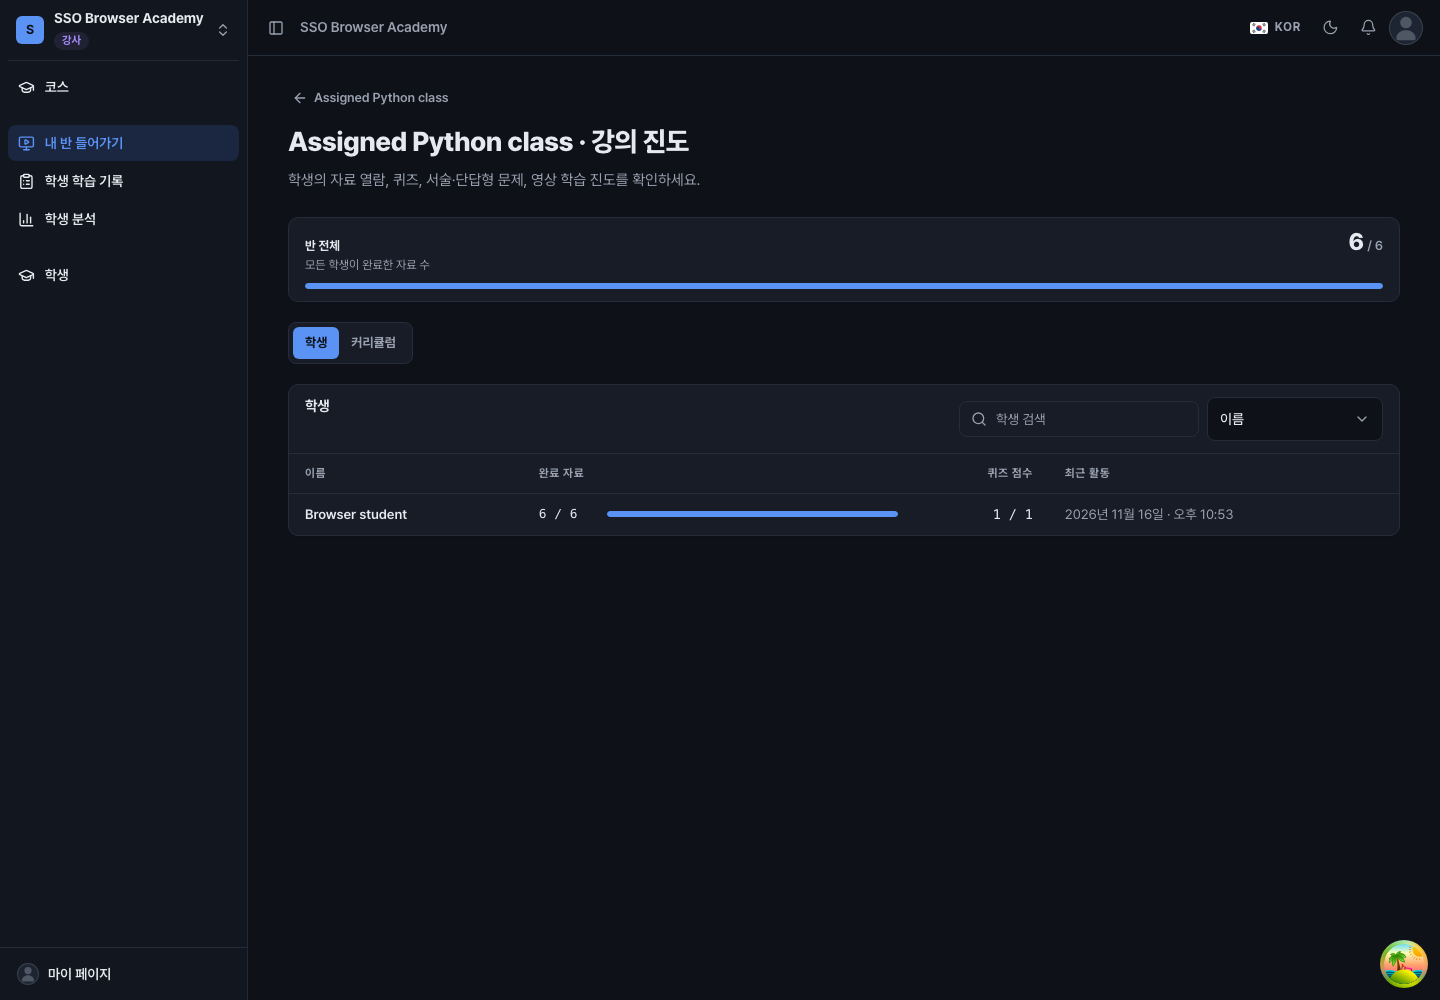 S
SSO Browser Academy
강사
코스
내 반 들어가기
학생 학습 기록
학생 분석
학생
마이 페이지
SSO Browser Academy
KOR
Assigned Python class
Assigned Python class · 강의 진도
학생의 자료 열람, 퀴즈, 서술·단답형 문제, 영상 학습 진도를 확인하세요.
반 전체
6 / 6
모든 학생이 완료한 자료 수
학생 커리큘럼
학생
학생 검색
이름
이름 완료 자료 퀴즈 점수 최근 활동
Browser student 6 / 6 1 / 1 2026년 11월 16일 · 오후 10:53